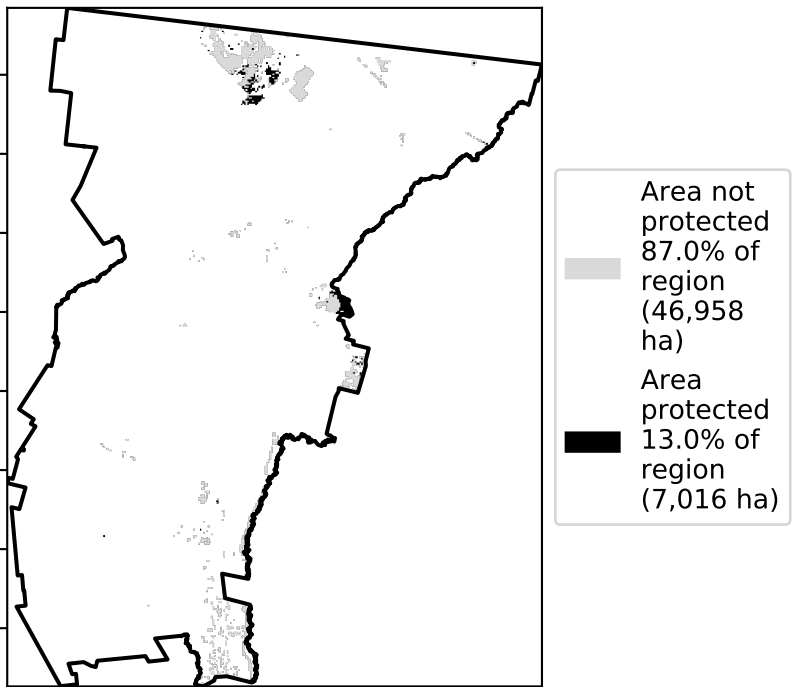 Area not
protected
87.0% of
region
(46,958
ha)
Area
protected
13.0% of
region
(7,016 ha)